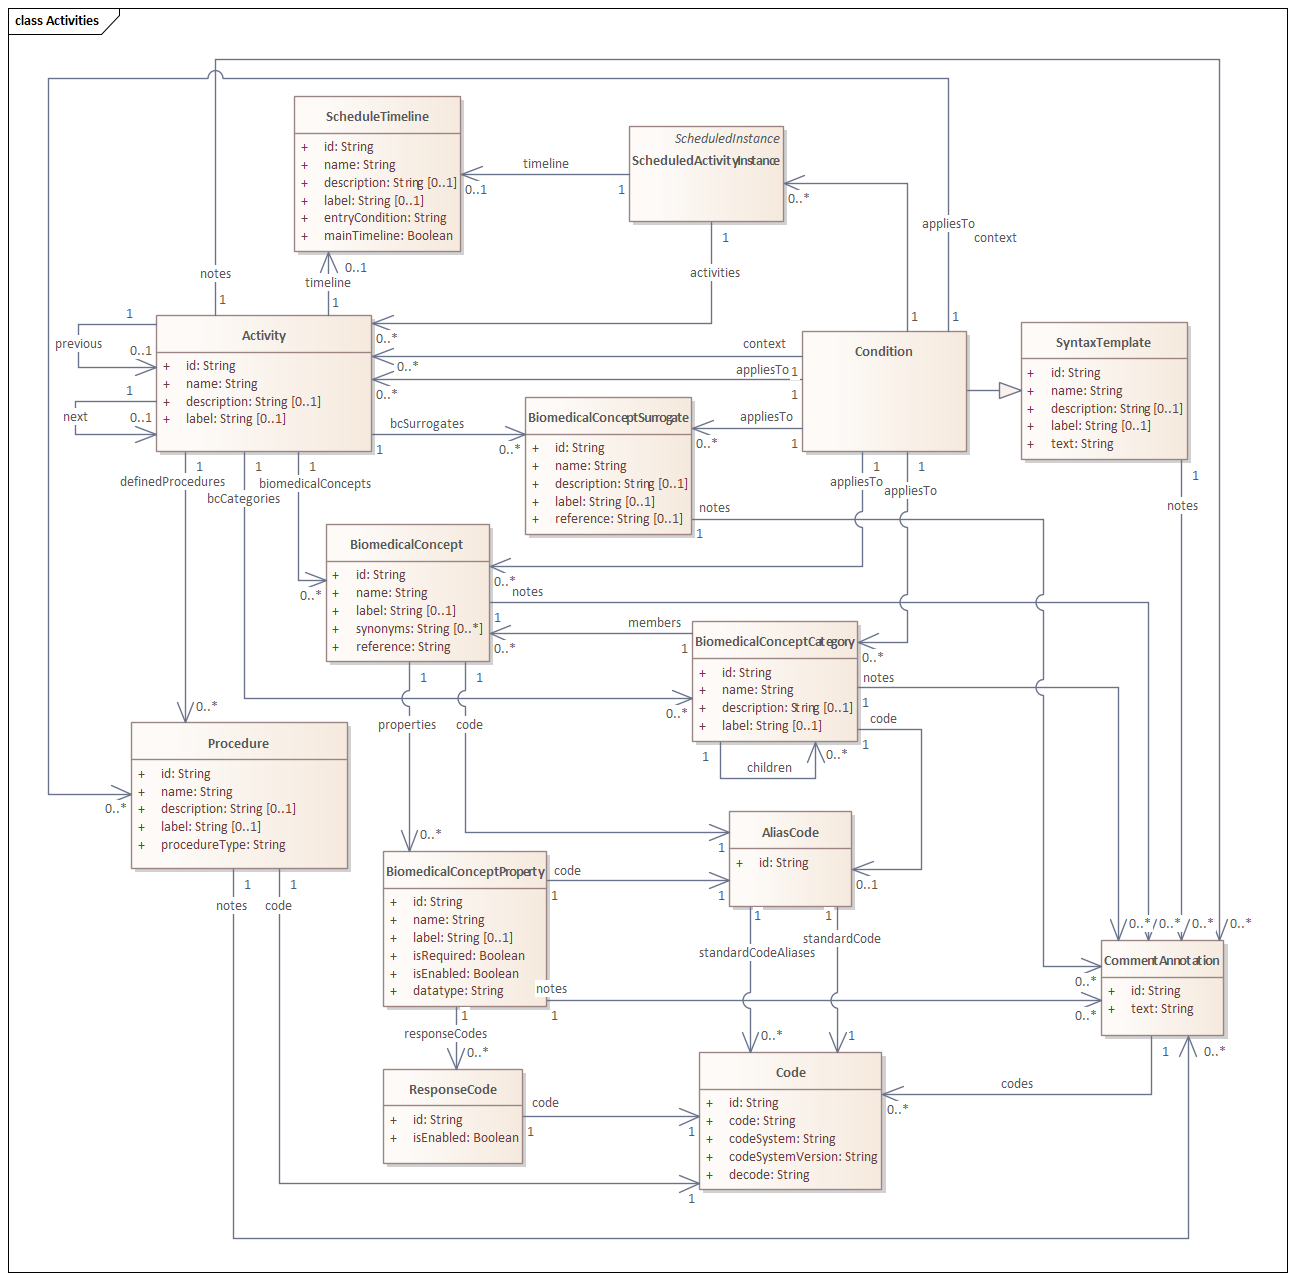 class Activities
ScheduleTimeline
+ id: String
+ name: String
+ description: String [0..1]
+ label: String [0..1]
+ entryCondition: String
+ mainTimeline: Boolean
ScheduledInstance
ScheduledActivityInstance
timeline
0..1
1
0..*
1
activities
appliesTo
context
notes
1
0..1
timeline
1
1
1
Activity
+ id: String
+ name: String
+ description: String [0..1]
+ label: String [0..1]
1
previous
0..1
1
next
0..1
0..*
context
0..*
appliesTo
1
0..*
1
Condition
SyntaxTemplate
+ id: String
+ name: String
+ description: String [0..1]
+ label: String [0..1]
+ text: String
bcSurrogates
1
0..*
BiomedicalConceptSurrogate
+ id: String
+ name: String
+ description: String [0..1]
+ label: String [0..1]
+ reference: String [0..1]
appliesTo
0..*
1
notes
1
1
definedProcedures
1
bcCategories
1
biomedicalConcepts
1
appliesTo
1
appliesTo
1
notes
BiomedicalConcept
+ id: String
+ name: String
+ label: String [0..1]
+ synonyms: String [0..*]
+ reference: String
0..*
0..*
notes
1
members
0..*
1
BiomedicalConceptCategory
+ id: String
+ name: String
+ description: String [0..1]
+ label: String [0..1]
0..*
0..*
notes
1
code
1
1
children
0..*
1
properties
1
code
0..*
Procedure
+ id: String
+ name: String
+ description: String [0..1]
+ label: String [0..1]
+ procedureType: String
0..*
AliasCode
+ id: String
1
0..1
0..*
BiomedicalConceptProperty
+ id: String
+ name: String
+ label: String [0..1]
+ isRequired: Boolean
+ isEnabled: Boolean
+ datatype: String
code
1
1
notes
1
0..*
1
notes
1
code
1
standardCodeAliases
1
standardCode
0..*
1
0..*
0..*
0..*
0..*
CommentAnnotation
+ id: String
+ text: String
0..*
1
0..*
1
responseCodes
0..*
ResponseCode
+ id: String
+ isEnabled: Boolean
code
1
1
Code
+ id: String
+ code: String
+ codeSystem: String
+ codeSystemVersion: String
+ decode: String
codes
0..*
1